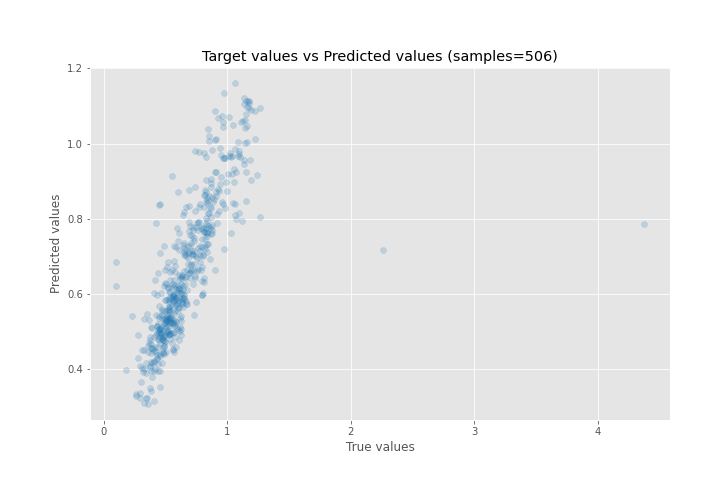 Target values vs Predicted values (samples=506)
1.2
1.0
0.8
0.6
0.4
Predicted values
0 1 2 3 4
True values